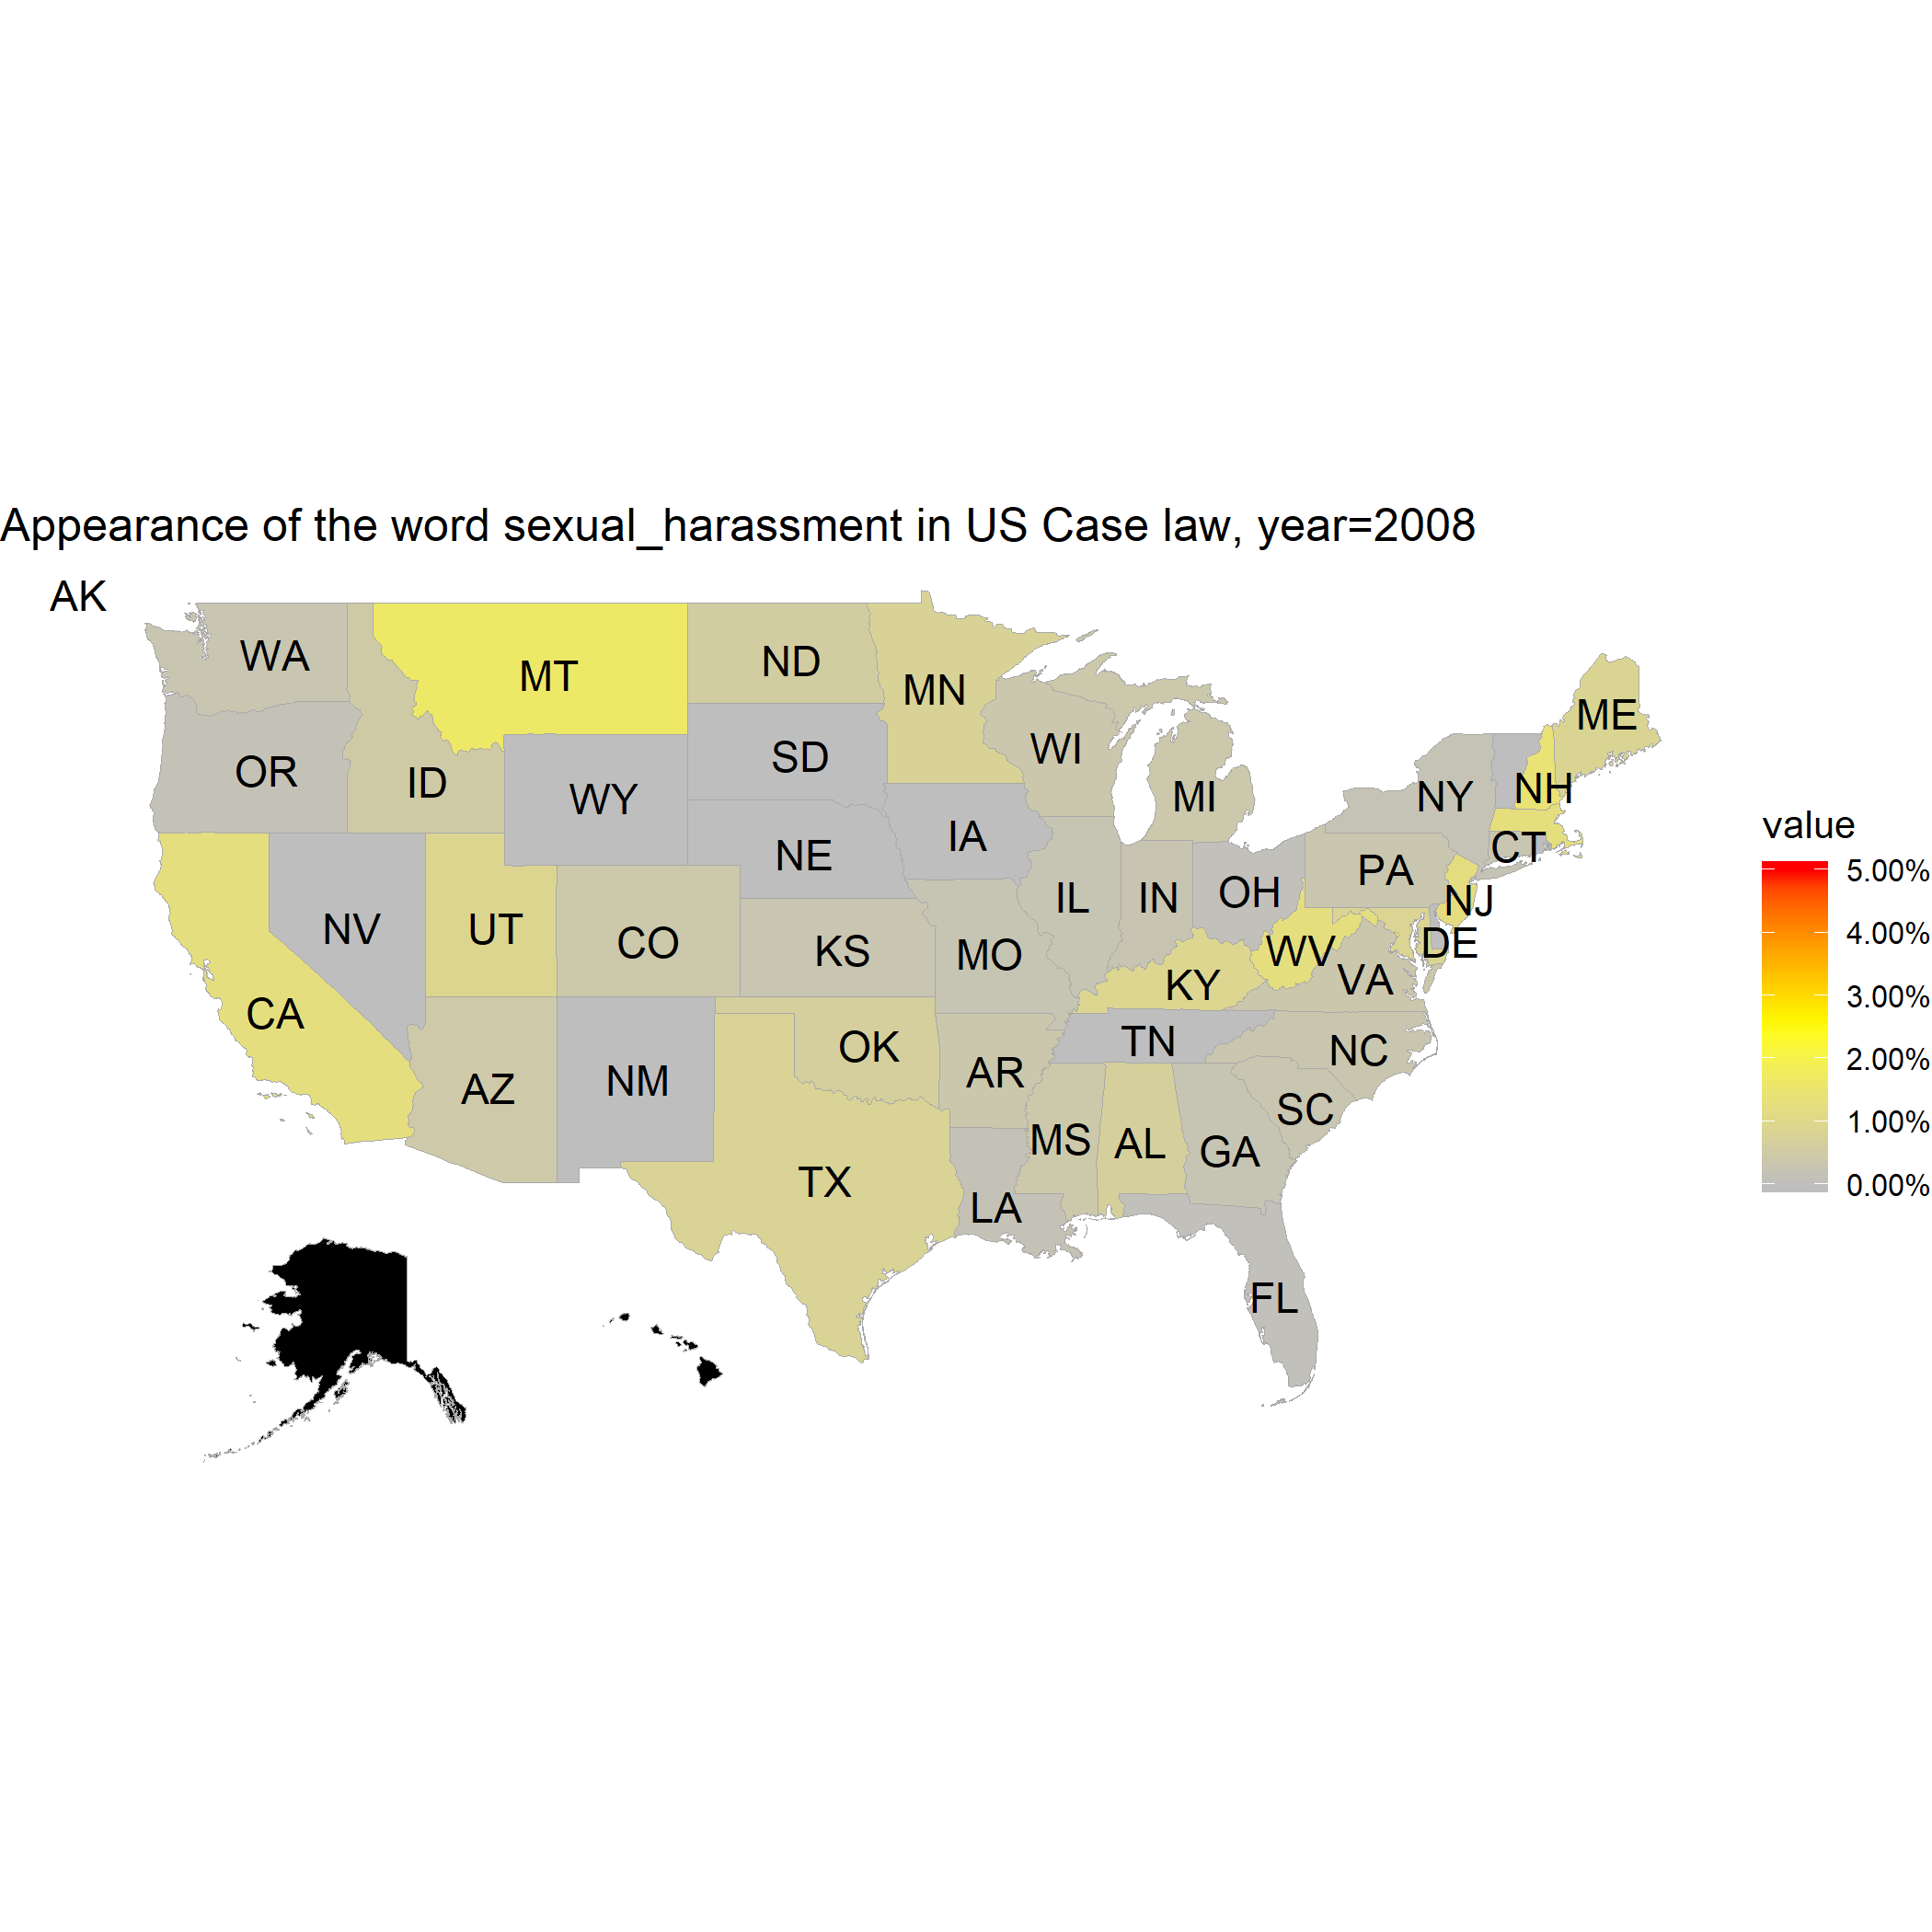 Appearance of the word sexual_harassment in US Case law, year=2008
AK
WA
MT
ND
MN
ME
OR
ID
WY
SD
WI
MI
NY
NH
NE
IA
CT
PA
NV
UT
CO
KS
MO
IL
IN
OH
NJ
WV
DE
KY
VA
CA
AZ
NM
OK
AR
TN
NC
SC
TX
LA
MS
AL
GA
FL
value
5.00%
4.00%
3.00%
2.00%
1.00%
0.00%